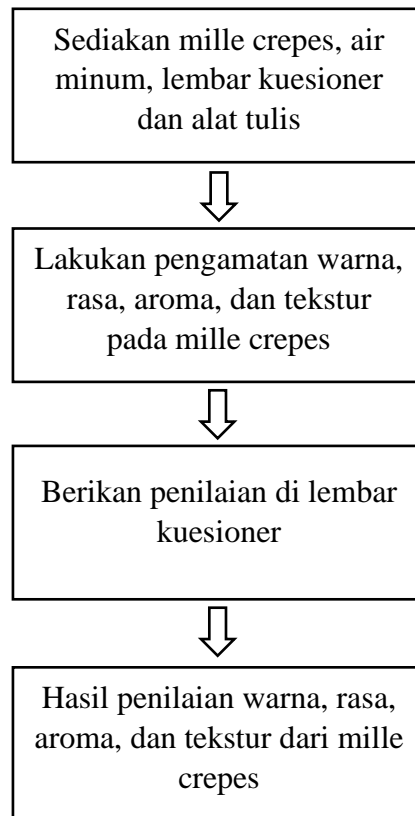 Sediakan mille crepes, air
minum, lembar kuesioner
dan alat tulis
Lakukan pengamatan warna,
rasa, aroma, dan tekstur
pada mille crepes
Berikan penilaian di lembar
kuesioner
Hasil penilaian warna, rasa,
aroma, dan tekstur dari mille
crepes